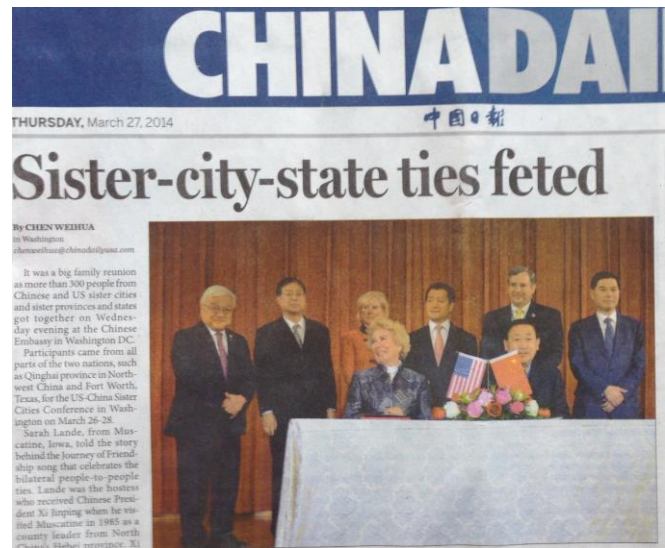 CHINADAI
THURSDAY, March 27, 2014
中国日報
Sister-city-state ties feted
By CHEN WEIHUA
in Washington
chenweihua@chinadailyusa.com
It was a big family reunion
as more than 300 people from
Chinese and US sister cities
and sister provinces and states
got together on Wednes-
day evening at the Chinese
Embassy in Washington DC.
Participants came from all
parts of the two nations, such
as Qinghai province in North-
west China and Fort Worth,
Texas, for the US-China Sister
Cities Conference in Wash-
ington on March 26-28.
Sarah Lande, from Mus-
catine, Iowa, told the story
behind the Journey of Friend-
ship song that celebrates the
bilateral people-to-people
ties. Lande was the hostess
who received Chinese Presi-
dent Xi Jinping when he vis-
ited Muscatine in 1985 as a
county leader from North
China's Hebei province. Xi